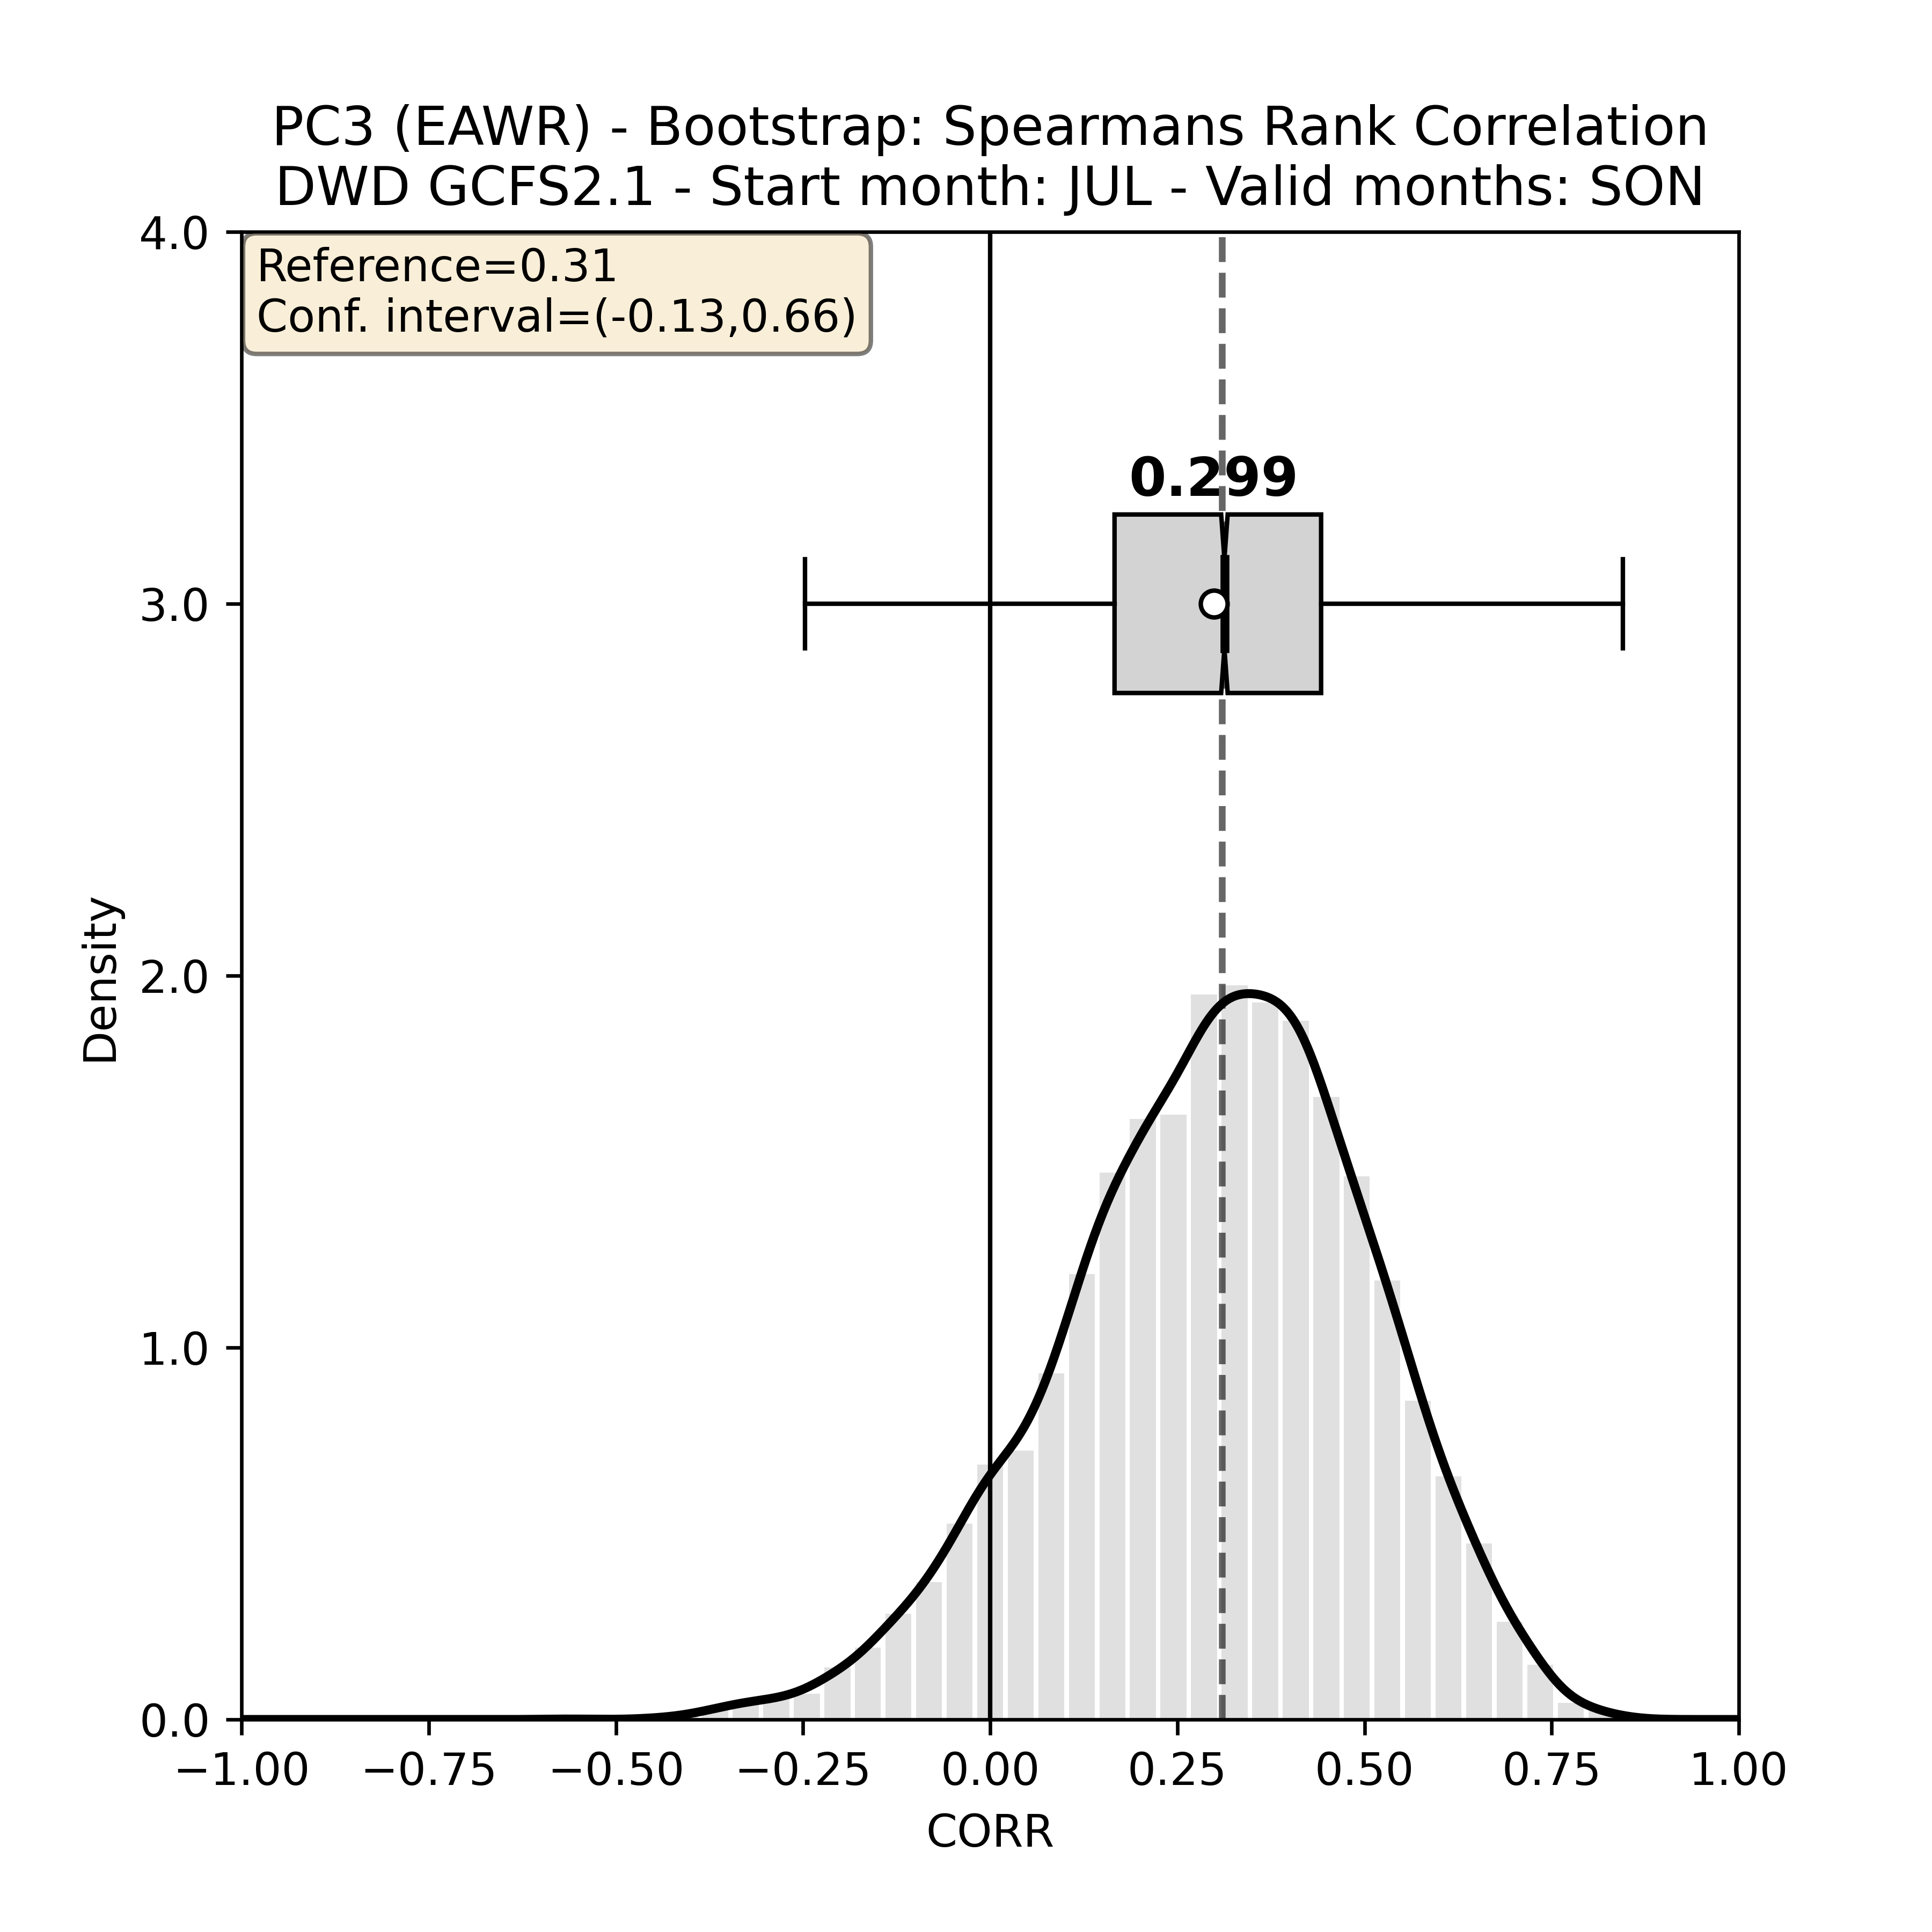 PC3 (EAWR) - Bootstrap: Spearmans Rank Correlation
DWD GCFS2.1 - Start month: JUL - Valid months: SON
4.0
Reference=0.31
Conf. interval=(-0.13,0.66)
0.299
3.0
2.0
Density
1.0
0.0
−1.00 −0.75 −0.50 −0.25 0.00 0.25 0.50 0.75 1.00
CORR